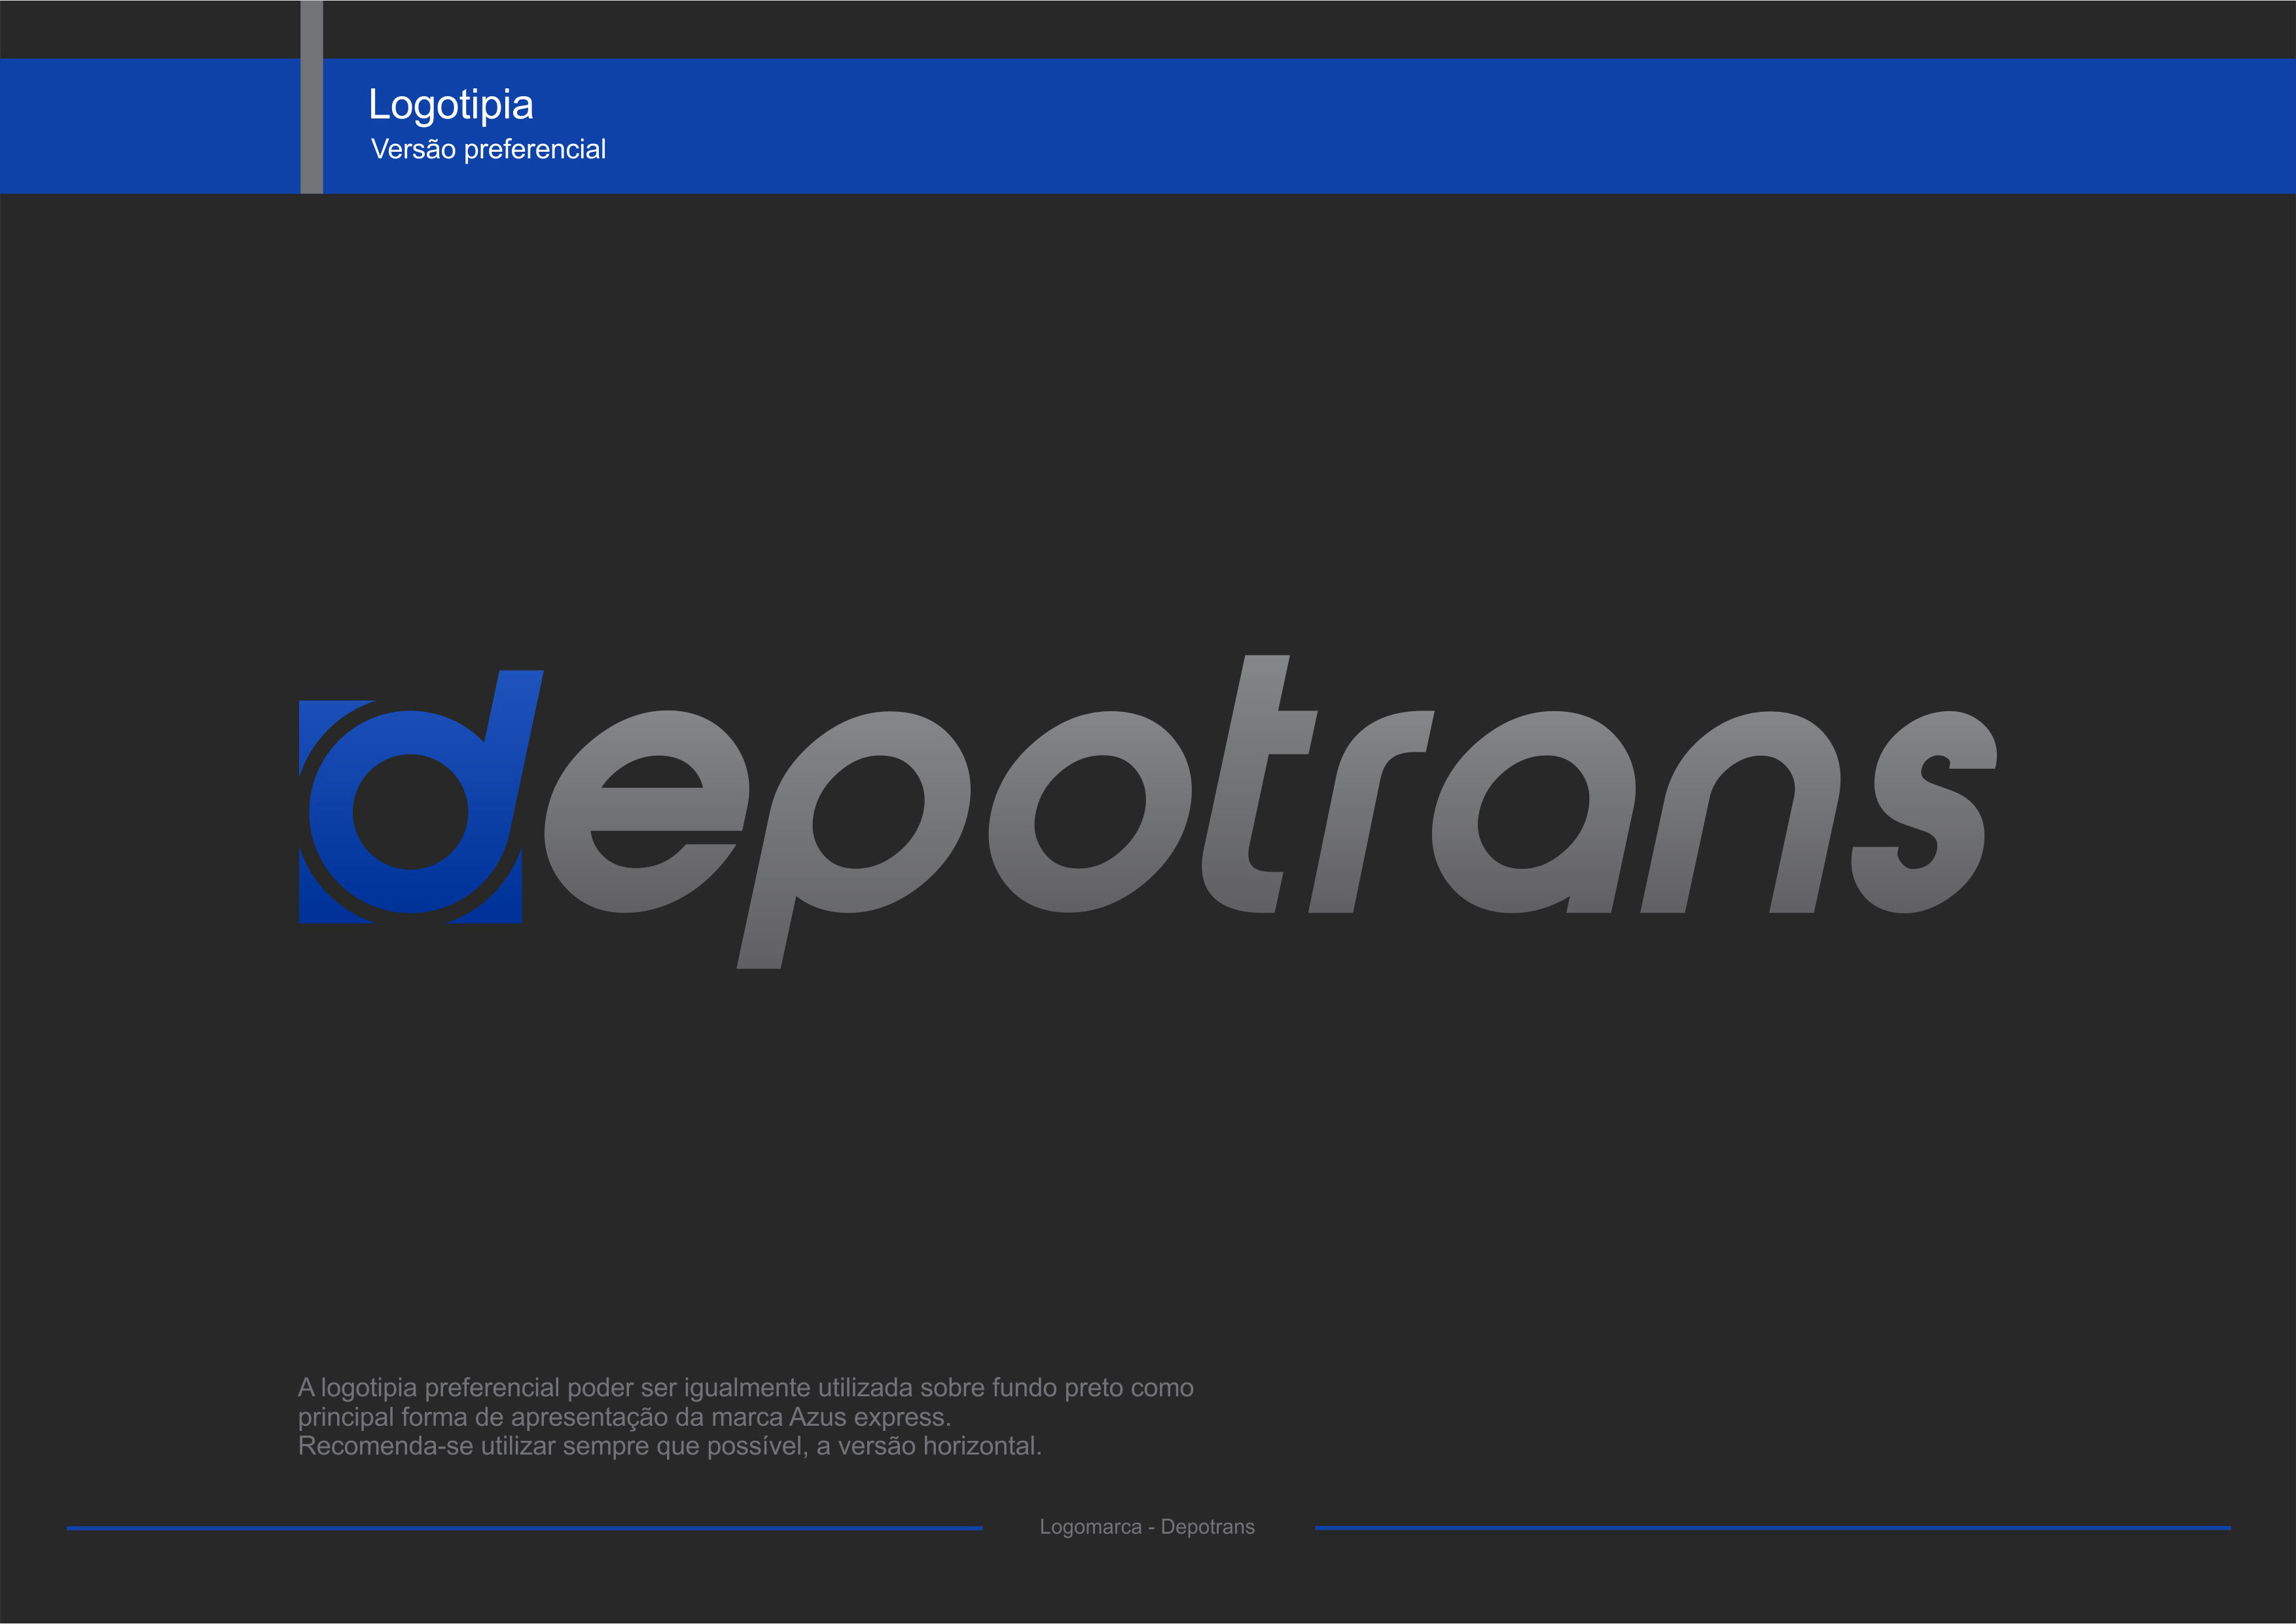 Logotipia
Versão preferencial
depotrans
A logotipia preferencial poder ser igualmente utilizada sobre fundo preto como
principal forma de apresentação da marca Azus express.
Recomenda-se utilizar sempre que possível, a versão horizontal.
Logomarca - Depotrans